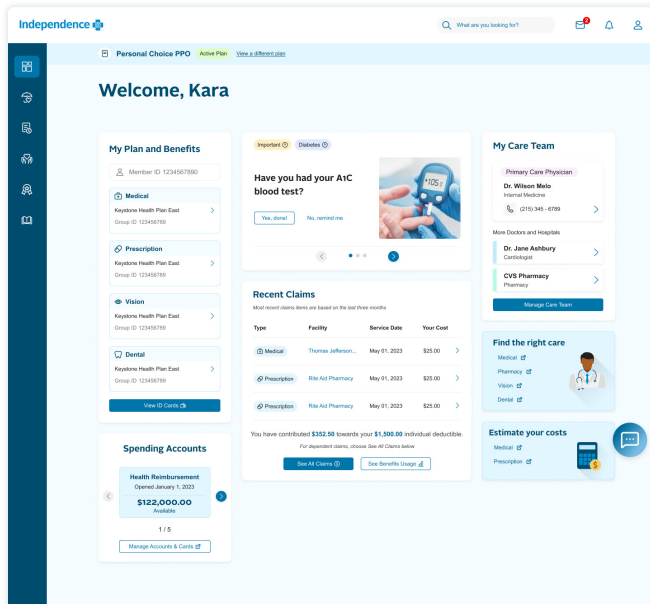 Independence
What are you looking for?
2
Personal Choice PPO
Active Plan
View a different plan
Welcome, Kara
My Plan and Benefits
Member ID 1234567890
Medical
Keystone Health Plan East
Group ID 123456789
Prescription
Keystone Health Plan East
Group ID 123456789
Vision
Keystone Health Plan East
Group ID 123456789
Dental
Keystone Health Plan East
Group ID 123456789
View ID Cards
Spending Accounts
Health Reimbursement
Opened January 1, 2023
$122,000.00
Available
1 / 5
Manage Accounts & Cards
Important
Diabetes
Have you had your A1C
blood test?
Yes, done!
No, remind me
105
Recent Claims
Most recent claims items are based on the last three months
Type Facility Service Date Your Cost
Medical Thomas Jefferson... May 01, 2023 $25.00
Prescription Rite Aid Pharmacy May 01, 2023 $25.00
Prescription Rite Aid Pharmacy May 01, 2023 $25.00
You have contributed $352.50 towards your $1,500.00 individual deductible.
For dependent claims, choose See All Claims below
See All Claims
See Benefits Usage
My Care Team
Primary Care Physician
Dr. Wilson Melo
Internal Medicine
(215) 345 - 6789
More Doctors and Hospitals
Dr. Jane Ashbury
Cardiologist
CVS Pharmacy
Pharmacy
Manage Care Team
Find the right care
Medical
Pharmacy
Vision
Dental
Estimate your costs
Medical
Prescription
$